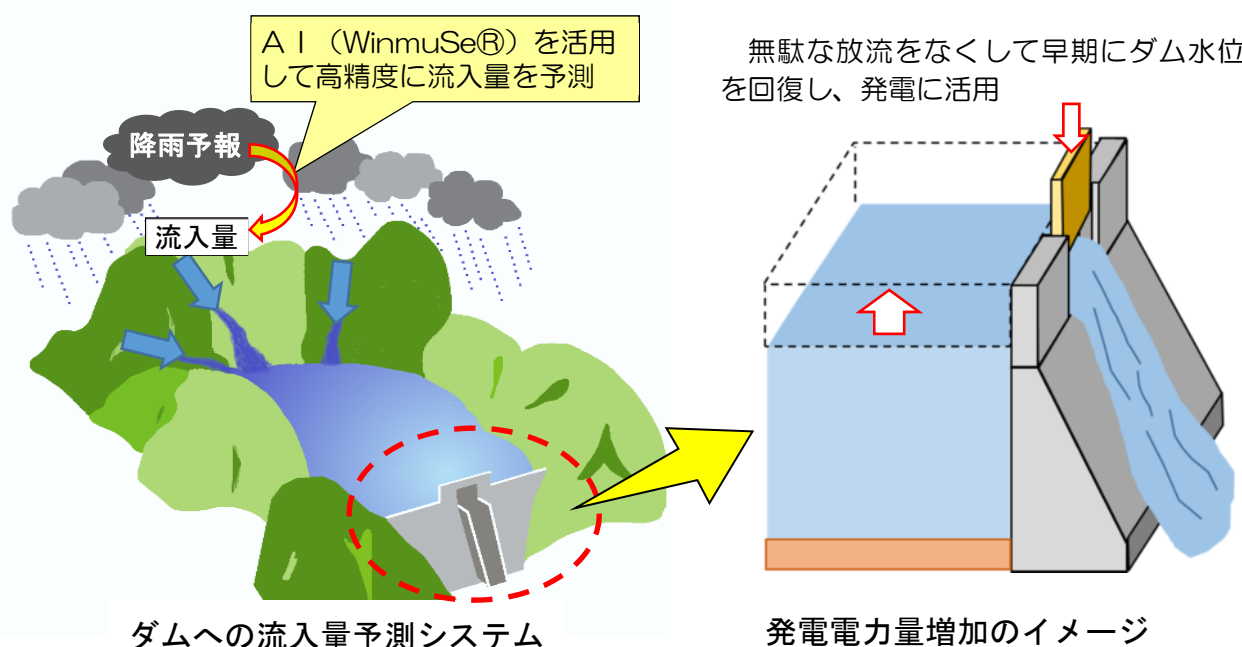 ＡＩ（WinmuSe®）を活用
して高精度に流入量を予測
降雨予報
流入量
ダムへの流入量予測システム
　無駄な放流をなくして早期にダム水位
を回復し、発電に活用
発電電力量増加のイメージ